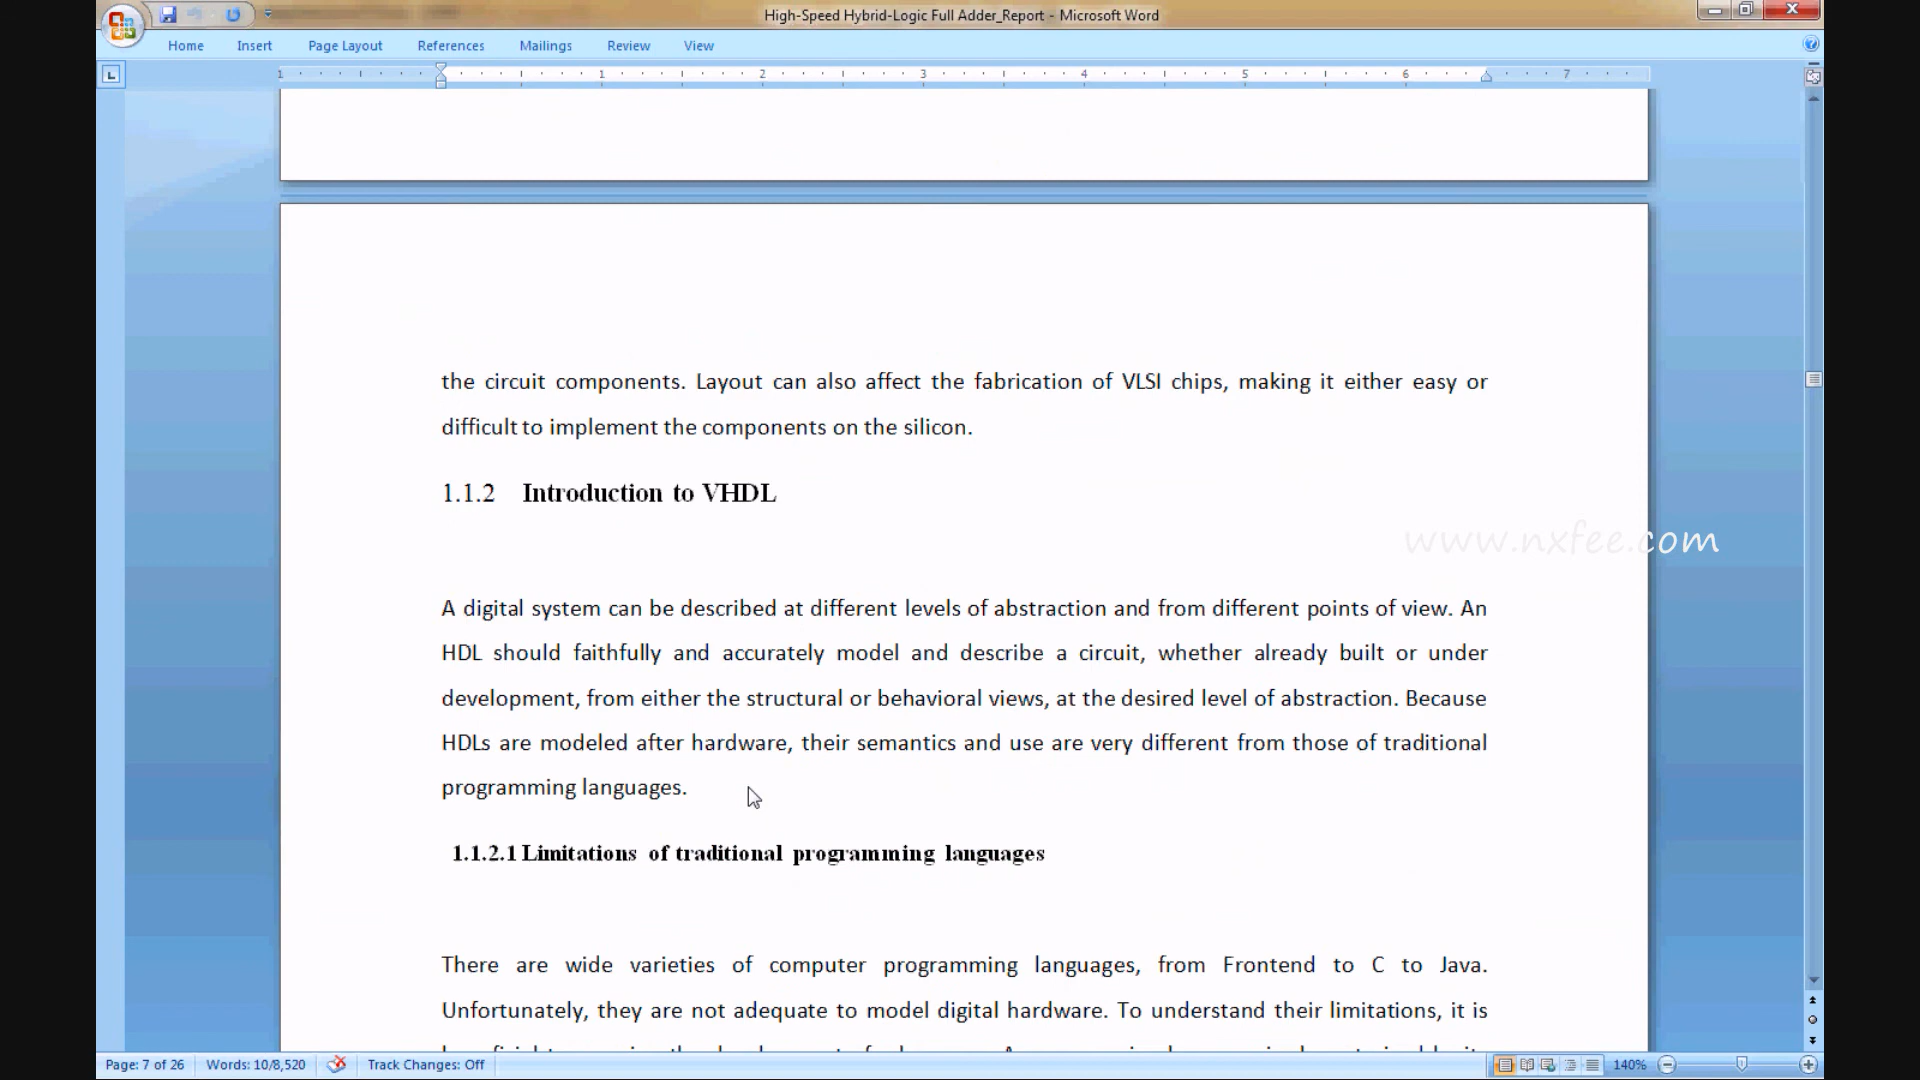 High-Speed Hybrid-Logic Full Adder_Report - Microsoft Word
Home Insert Page Layout References Mailings Review View
1 1 2 3 4 5 6 7
the circuit components. Layout can also affect the fabrication of VLSI chips, making it either easy or
difficult to implement the components on the silicon.
1.1.2 Introduction to VHDL
www.nxfee.com
A digital system can be described at different levels of abstraction and from different points of view. An
HDL should faithfully and accurately model and describe a circuit, whether already built or under
development, from either the structural or behavioral views, at the desired level of abstraction. Because
HDLs are modeled after hardware, their semantics and use are very different from those of traditional
programming languages.
1.1.2.1 Limitations of traditional programming languages
There are wide varieties of computer programming languages, from Frontend to C to Java.
Unfortunately, they are not adequate to model digital hardware. To understand their limitations, it is
Page: 7 of 26 Words: 10/8,520 Track Changes: Off 140%